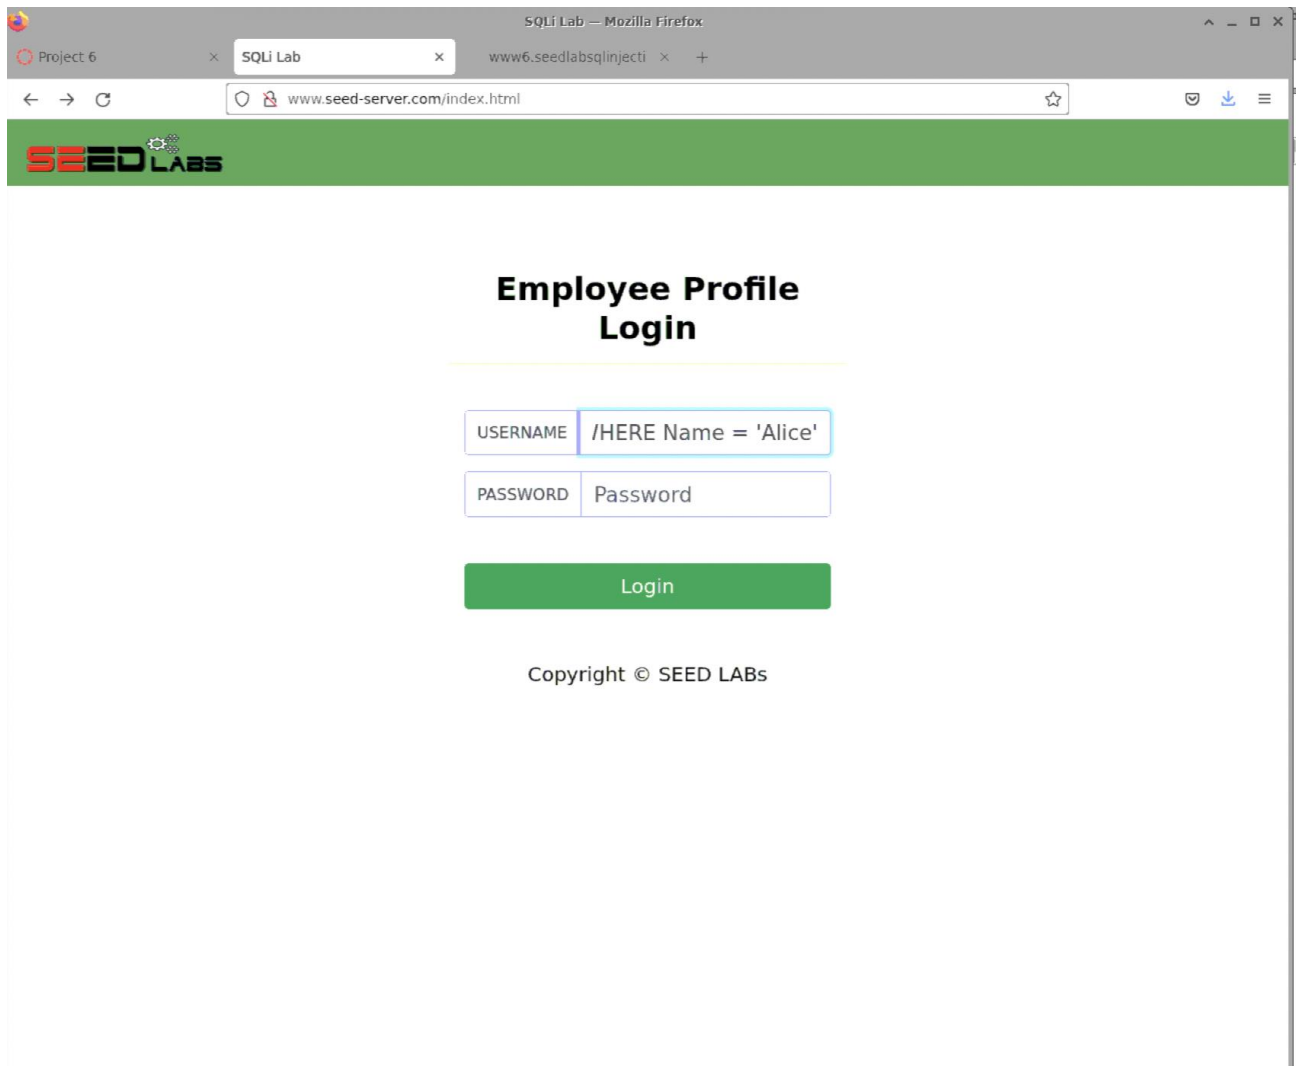 SQLi Lab — Mozilla Firefox
Project 6
SQLi Lab
www6.seedlabsqlinjecti
www.seed-server.com/index.html
SEED LABS
Employee Profile
Login
USERNAME
/HERE Name = 'Alice'
PASSWORD
Password
Login
Copyright © SEED LABs